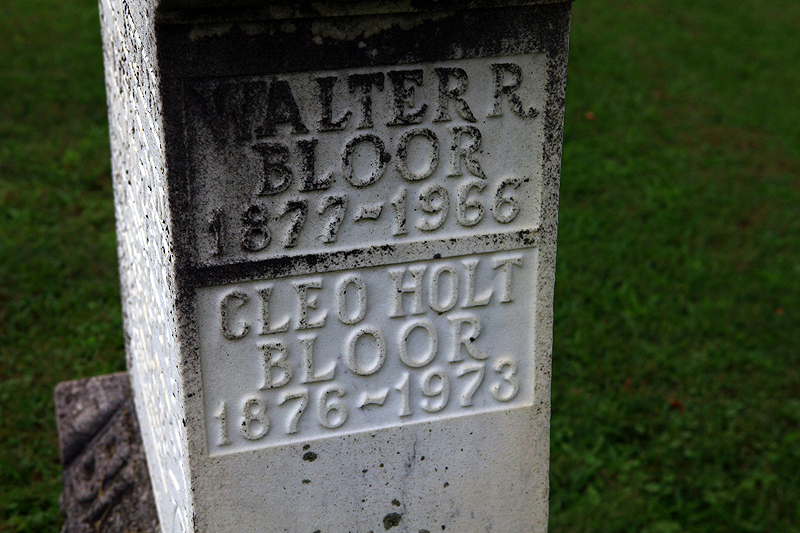 WALTER R.
BLOOR
1877-1966
CLEO HOLT
BLOOR
1876-1973